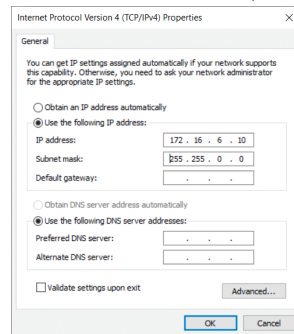 Internet Protocol Version 4 (TCP/IPv4) Properties
General
You can get IP settings assigned automatically if your network supports
this capability. Otherwise, you need to ask your network administrator
for the appropriate IP settings.
Obtain an IP address automatically
Use the following IP address:
IP address: 172 . 16 . 6 . 10
Subnet mask: 255 . 255 . 0 . 0
Default gateway: . . .
Obtain DNS server address automatically
Use the following DNS server addresses:
Preferred DNS server: . . .
Alternate DNS server: . . .
Validate settings upon exit
Advanced...
OK Cancel